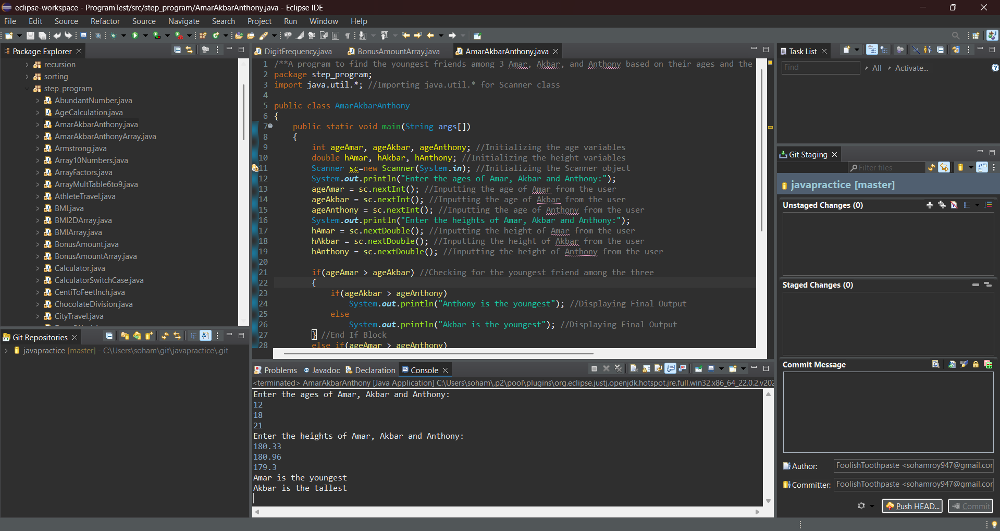 eclipse-workspace - ProgramTest/src/step_program/AmarAkbarAnthony.java - Eclipse IDE
File Edit Source Refactor Source Navigate Search Project Run Window Help
Package Explorer
recursion
sorting
step_program
AbundantNumber.java
AgeCalculation.java
AmarAkbarAnthony.java
AmarAkbarAnthonyArray.java
Armstrong.java
Array10Numbers.java
ArrayFactors.java
ArrayMultTable6to9.java
AthleteTravel.java
BMI.java
BMI2DArray.java
BMIArray.java
BonusAmount.java
BonusAmountArray.java
Calculator.java
CalculatorSwitchCase.java
CentiToFeetInch.java
ChocolateDivision.java
CityTravel.java
Git Repositories
javapractice [master] - C:\Users\soham\git\javapractice\.git
DigitFrequency.java BonusAmountArray.java AmarAkbarAnthony.java
1 /**A program to find the youngest friends among 3 Amar, Akbar, and Anthony based on their ages and the
2 package step_program;
3 import java.util.*; //Importing java.util.* for Scanner class
4
5 public class AmarAkbarAnthony
6 {
7 public static void main(String args[])
8 {
9 int ageAmar, ageAkbar, ageAnthony; //Initializing the age variables
10 double hAmar, hAkbar, hAnthony; //Initializing the height variables
11 Scanner sc=new Scanner(System.in); //Initializing the Scanner object
12 System.out.println("Enter the ages of Amar, Akbar and Anthony:");
13 ageAmar = sc.nextInt(); //Inputting the age of Amar from the user
14 ageAkbar = sc.nextInt(); //Inputting the age of Akbar from the user
15 ageAnthony = sc.nextInt(); //Inputting the age of Anthony from the user
16 System.out.println("Enter the heights of Amar, Akbar and Anthony:");
17 hAmar = sc.nextDouble(); //Inputting the height of Amar from the user
18 hAkbar = sc.nextDouble(); //Inputting the height of Akbar from the user
19 hAnthony = sc.nextDouble(); //Inputting the height of Anthony from the user
20
21 if(ageAmar > ageAkbar) //Checking for the youngest friend among the three
22 {
23 if(ageAkbar > ageAnthony)
24 System.out.println("Anthony is the youngest"); //Displaying Final Output
25 else
26 System.out.println("Akbar is the youngest"); //Displaying Final Output
27 } //End If Block
28 else if(ageAmar > ageAnthony)
Problems Javadoc Declaration Console
<terminated> AmarAkbarAnthony [Java Application] C:\Users\soham\.p2\pool\plugins\org.eclipse.justj.openjdk.hotspot.jre.full.win32.x86_64_22.0.2.v202
Enter the ages of Amar, Akbar and Anthony:
12
18
21
Enter the heights of Amar, Akbar and Anthony:
180.33
180.96
179.3
Amar is the youngest
Akbar is the tallest
Task List
Find All Activate...
Git Staging
Filter files
javapractice [master]
Unstaged Changes (0)
Staged Changes (0)
Commit Message
Author: FoolishToothpaste <sohamroy947@gmail.con
Committer: FoolishToothpaste <sohamroy947@gmail.con
Push HEAD... Commit